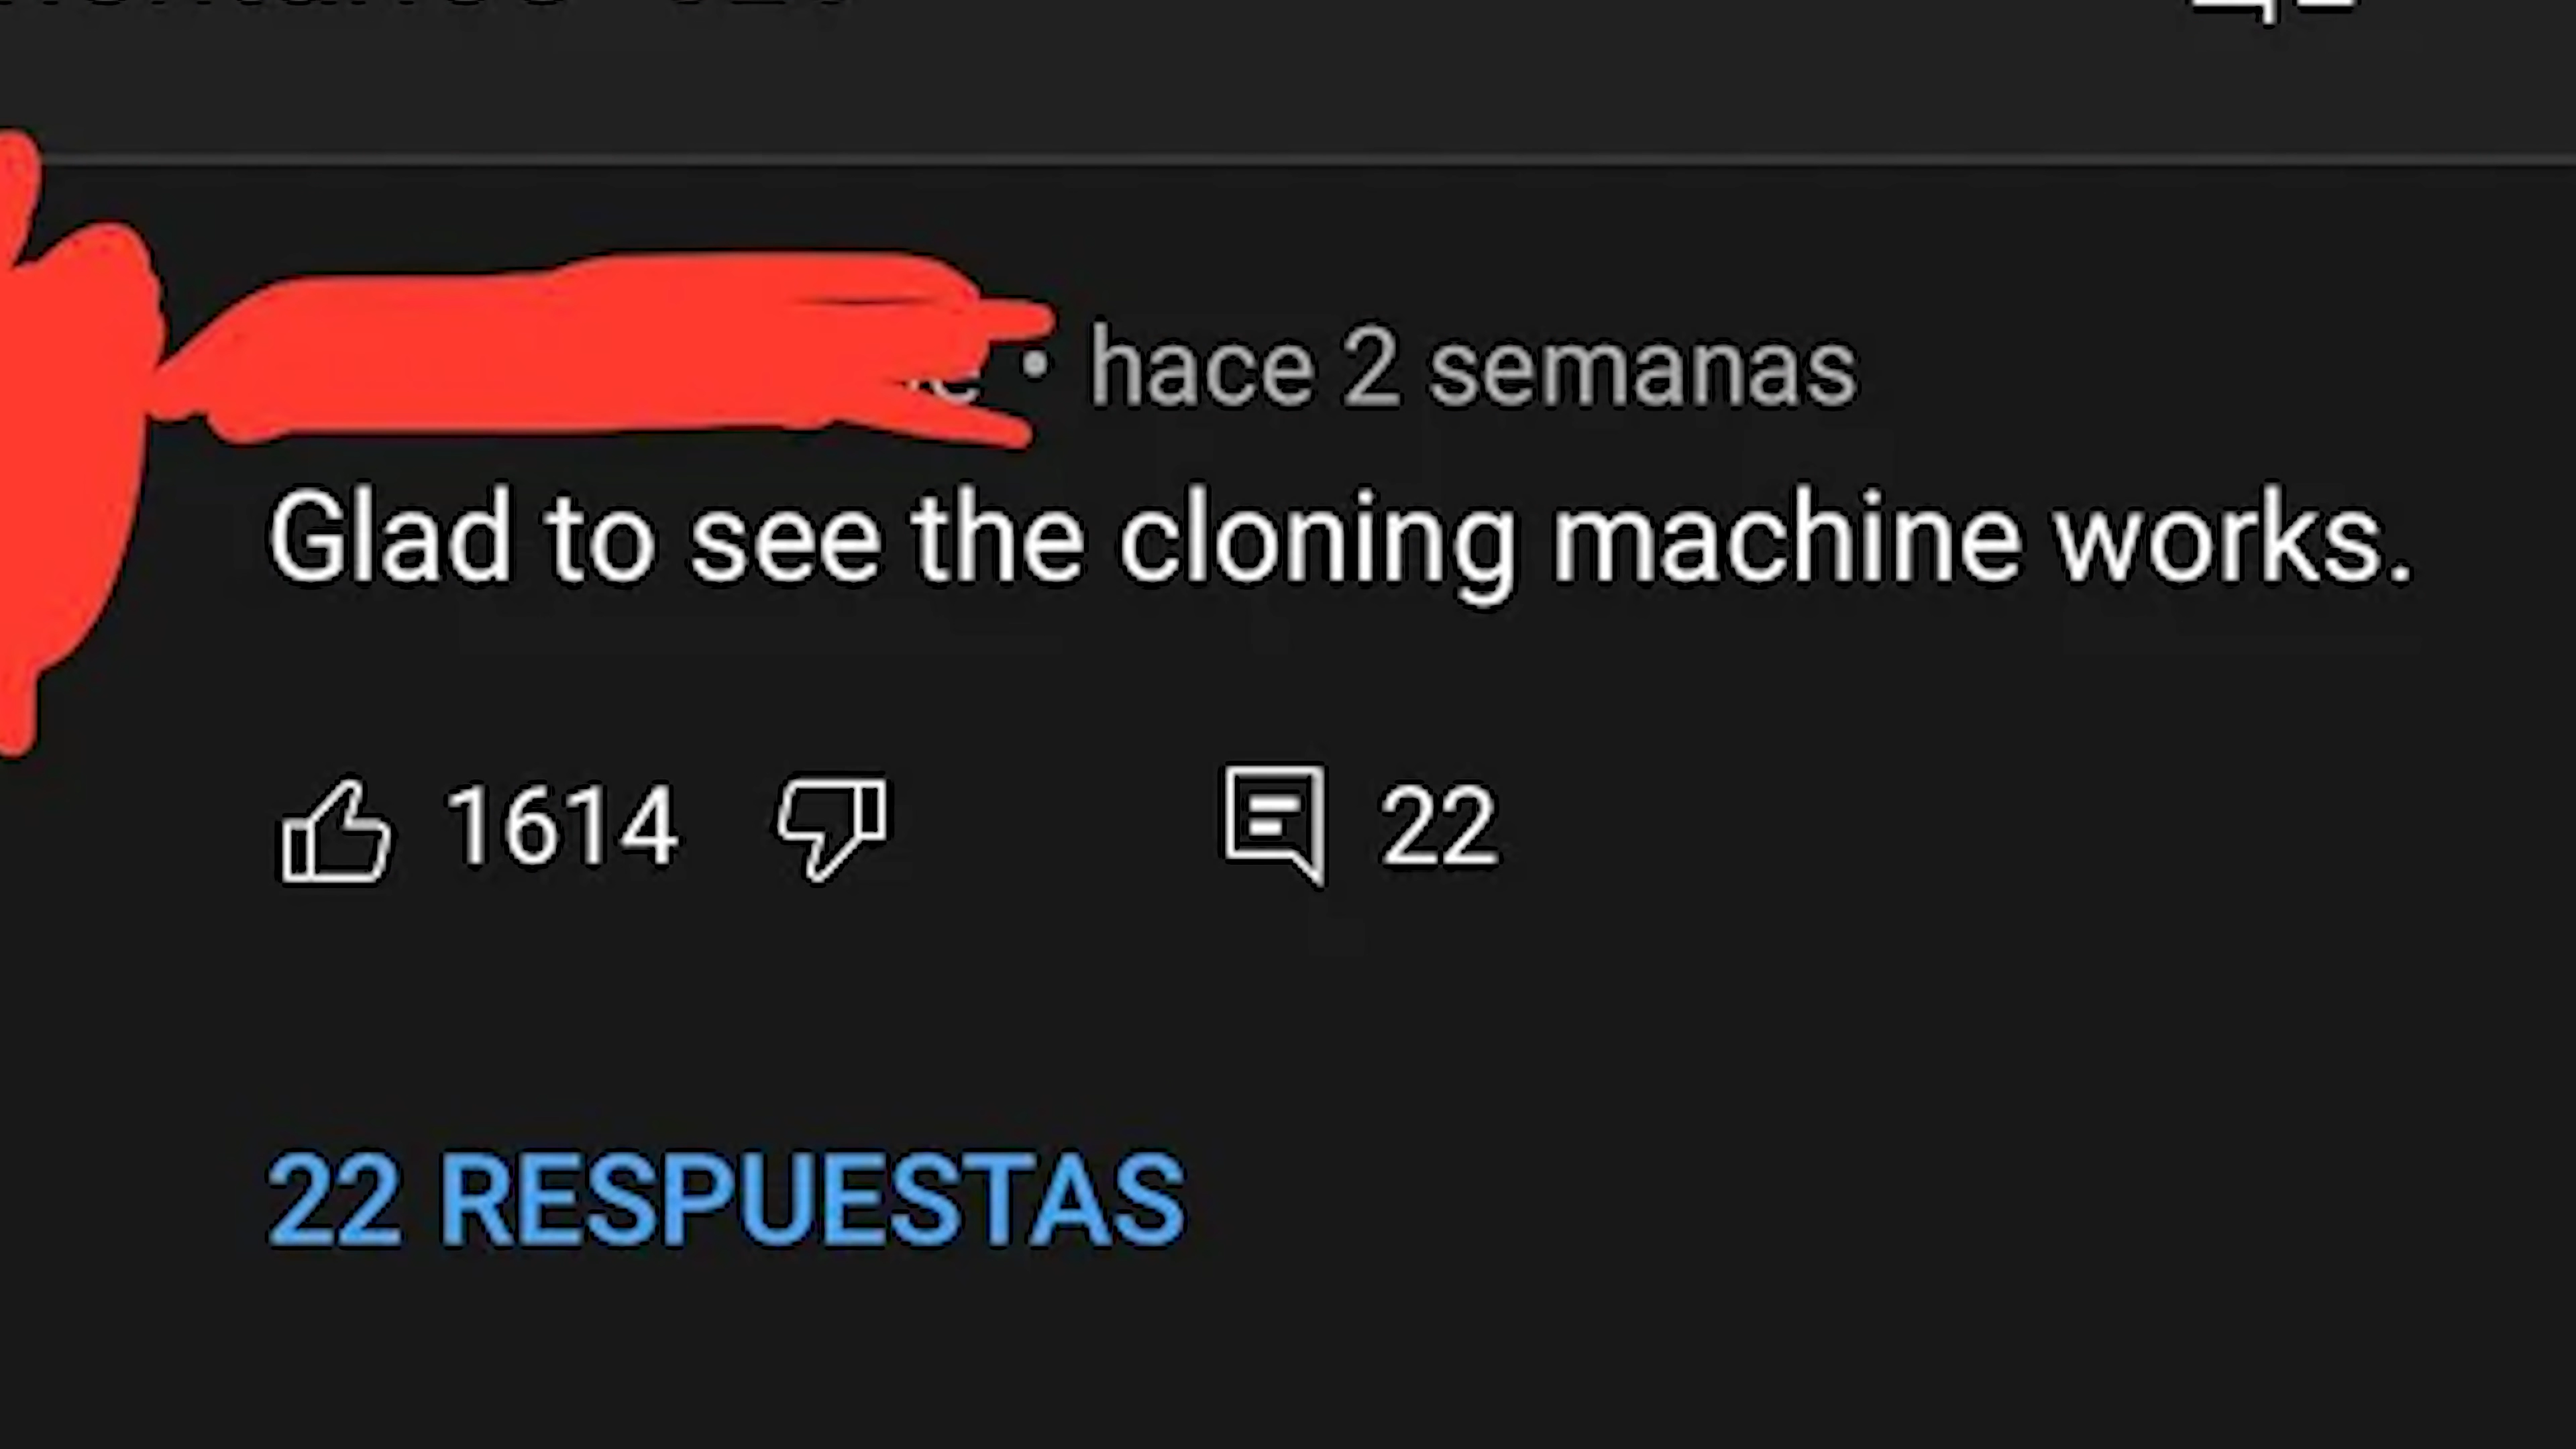 hace 2 semanas
Glad to see the cloning machine works.
1614 22
22 RESPUESTAS